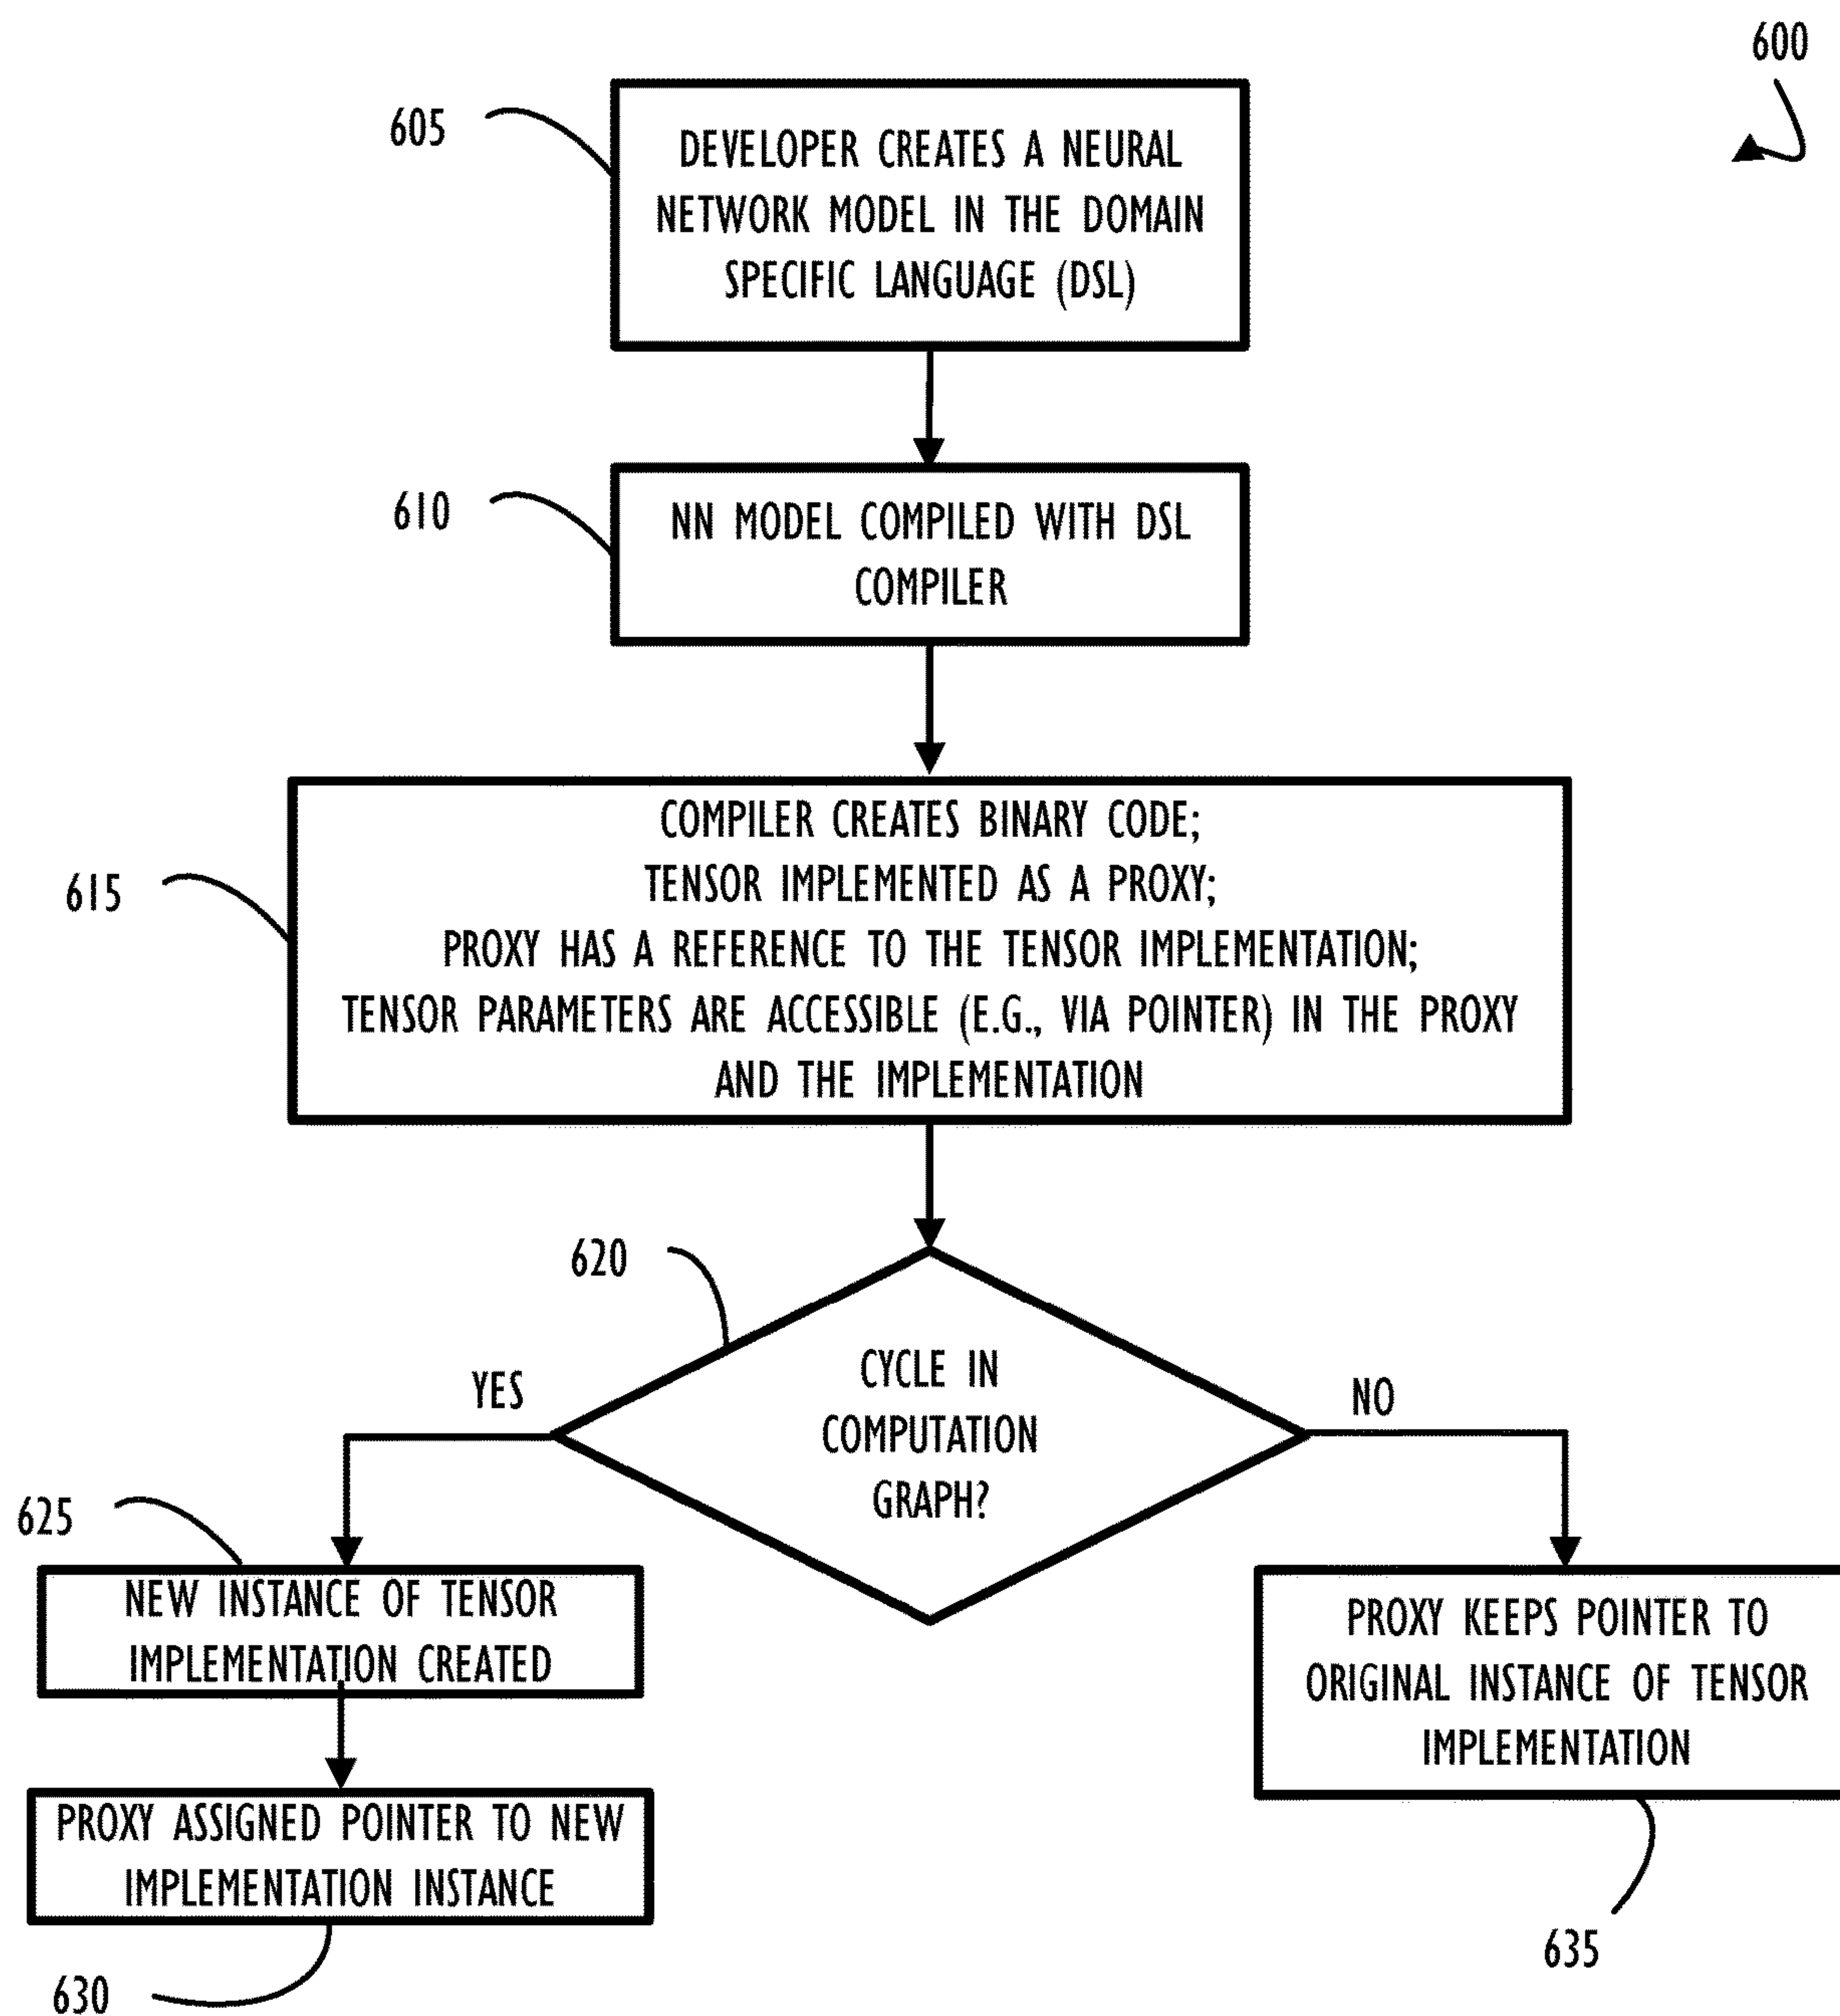 600
605
DEVELOPER CREATES A NEURAL
NETWORK MODEL IN THE DOMAIN
SPECIFIC LANGUAGE (DSL)
610
NN MODEL COMPILED WITH DSL
COMPILER
615
COMPILER CREATES BINARY CODE;
TENSOR IMPLEMENTED AS A PROXY;
PROXY HAS A REFERENCE TO THE TENSOR IMPLEMENTATION;
TENSOR PARAMETERS ARE ACCESSIBLE (E.G., VIA POINTER) IN THE PROXY
AND THE IMPLEMENTATION
620
CYCLE IN
COMPUTATION
GRAPH?
YES
NO
625
NEW INSTANCE OF TENSOR
IMPLEMENTATION CREATED
PROXY ASSIGNED POINTER TO NEW
IMPLEMENTATION INSTANCE
630
PROXY KEEPS POINTER TO
ORIGINAL INSTANCE OF TENSOR
IMPLEMENTATION
635